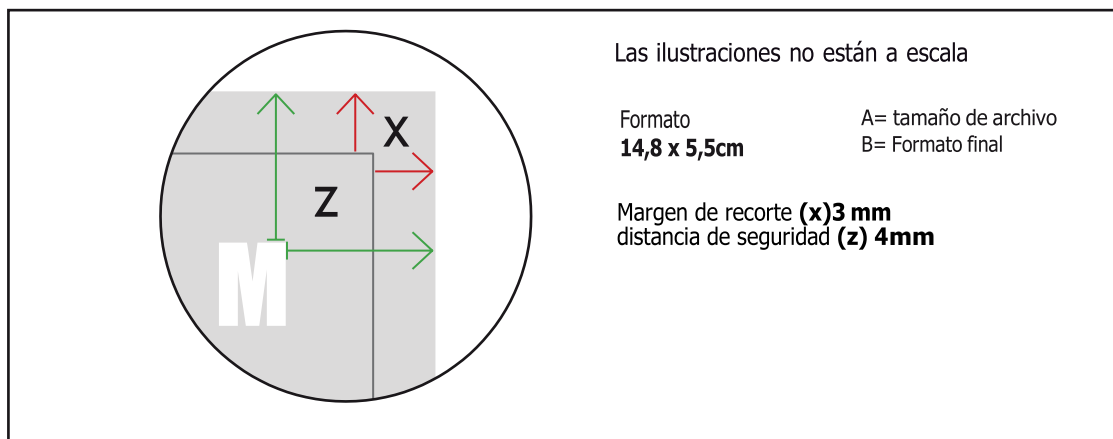 Las ilustraciones no están a escala
Formato
14,8 x 5,5cm
A= tamaño de archivo
B= Formato final
Margen de recorte (x)3 mm
distancia de seguridad (z) 4mm
X
Z
M